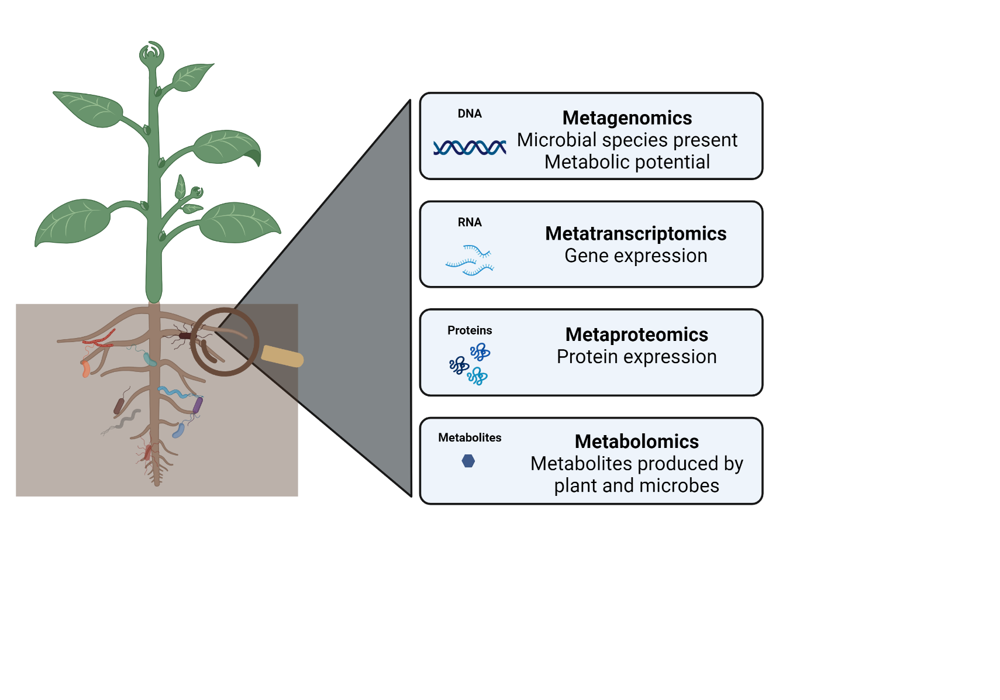 DNA
Metagenomics
Microbial species present
Metabolic potential
RNA
Metatranscriptomics
Gene expression
Proteins
Metaproteomics
Protein expression
Metabolites
Metabolomics
Metabolites produced by
plant and microbes